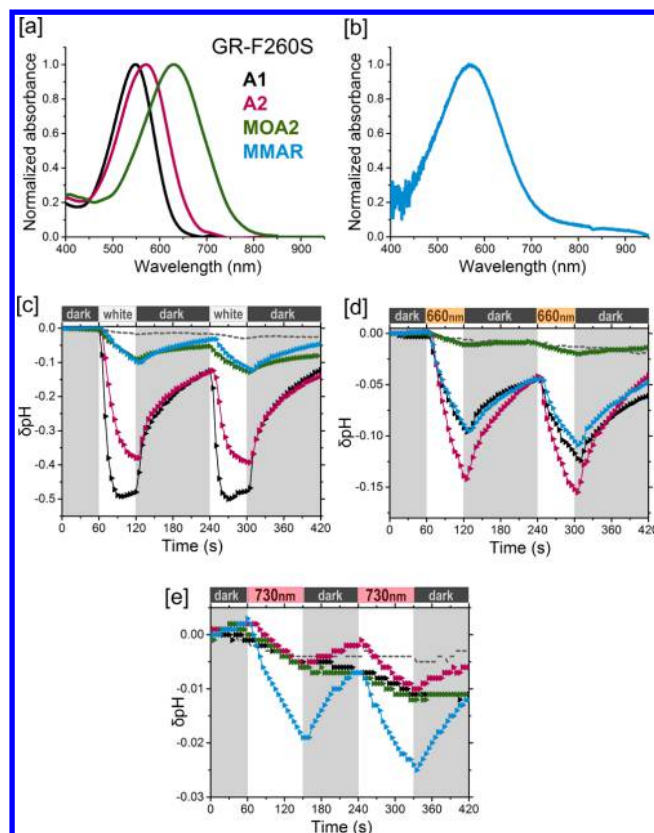 [a]
GR-F260S
A1
A2
MOA2
MMAR
Normalized absorbance
1.0
0.8
0.6
0.4
0.2
0.0
400 500 600 700 800 900
Wavelength (nm)
[b]
Normalized absorbance
1.0
0.8
0.6
0.4
0.2
0.0
400 500 600 700 800 900
Wavelength (nm)
[c]
dark white dark white dark
δpH
0.0
-0.1
-0.2
-0.3
-0.4
-0.5
0 60 120 180 240 300 360 420
Time (s)
[d]
dark 660nm dark 660nm dark
δpH
0.00
-0.05
-0.10
-0.15
0 60 120 180 240 300 360 420
Time (s)
[e]
dark 730nm dark 730nm dark
δpH
0.00
-0.01
-0.02
-0.03
0 60 120 180 240 300 360 420
Time (s)